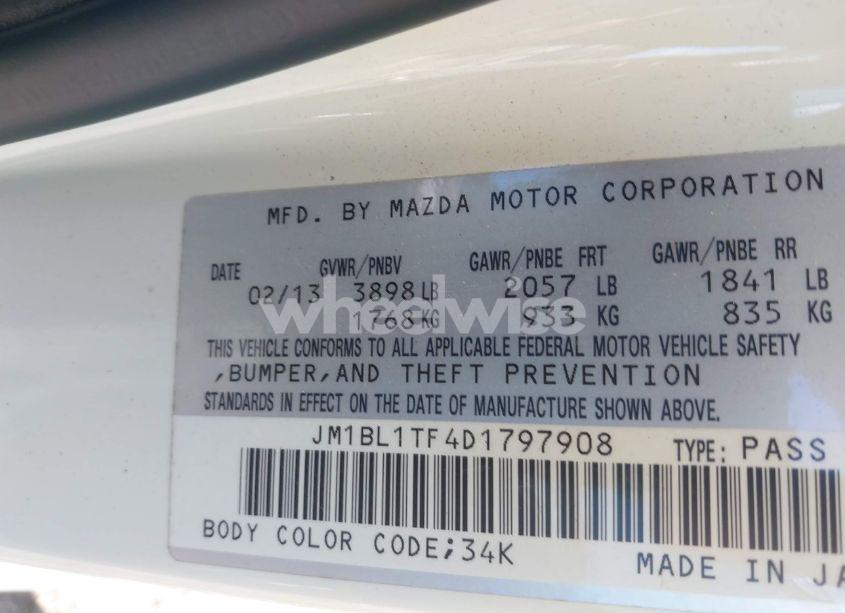 MFD. BY MAZDA MOTOR CORPORATION
DATE GVWR/PNBV GAWR/PNBE FRT GAWR/PNBE RR
02/13 3898 LB 2057 LB 1841 LB
1768 KG 933 KG 835 KG
wheelwise
THIS VEHICLE CONFORMS TO ALL APPLICABLE FEDERAL MOTOR VEHICLE SAFETY
,BUMPER,AND THEFT PREVENTION
STANDARDS IN EFFECT ON THE DATE OF MANUFACTURE SHOWN ABOVE.
JM1BL1TF4D1797908 TYPE: PASS
BODY COLOR CODE;34K MADE IN JA